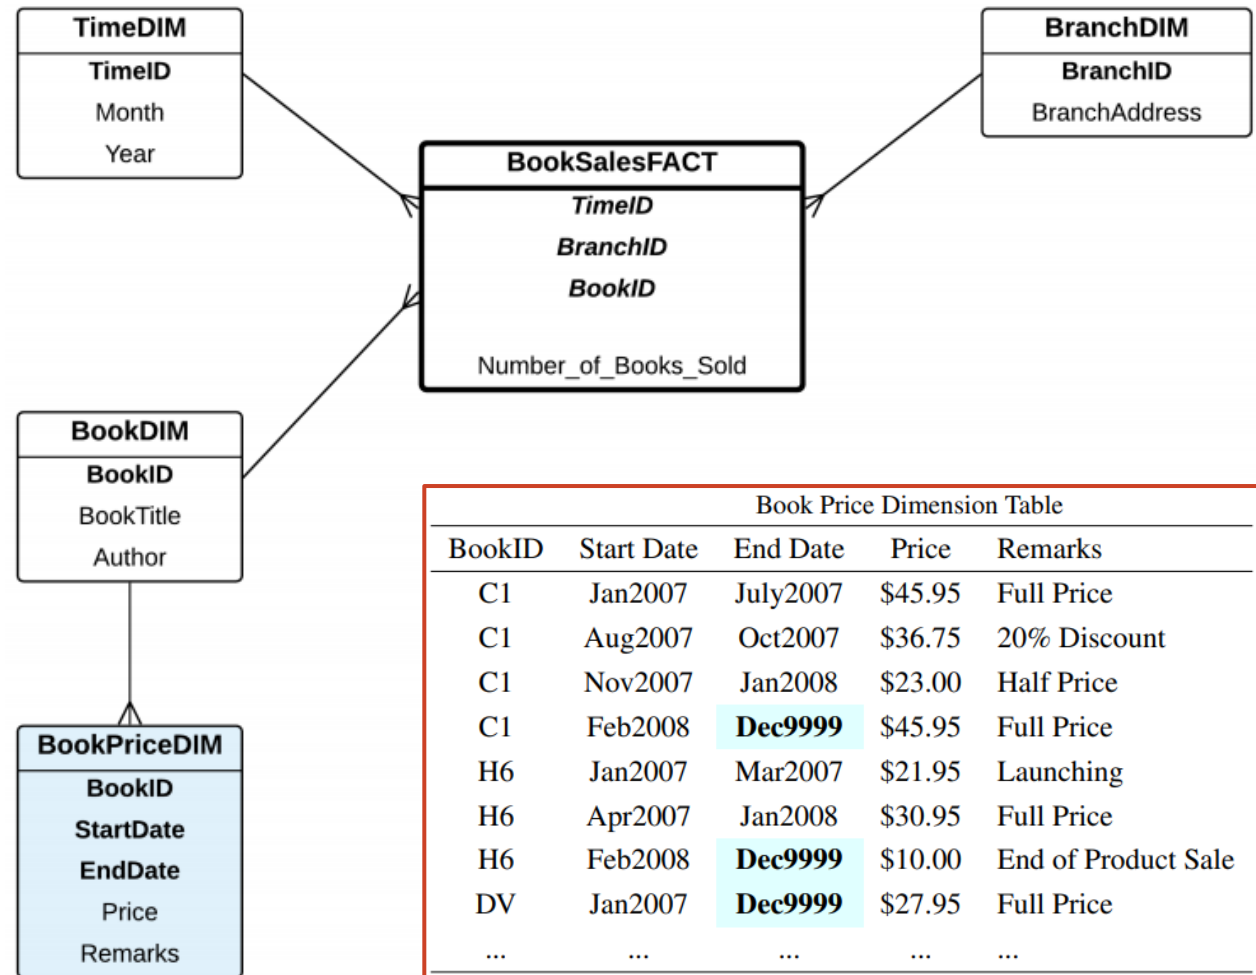 TimeDIM
TimeID
Month
Year
BranchDIM
BranchID
BranchAddress
BookSalesFACT
TimeID
BranchID
BookID
Number_of_Books_Sold
BookDIM
BookID
BookTitle
Author
BookPriceDIM
BookID
StartDate
EndDate
Price
Remarks
Book Price Dimension Table
BookID Start Date End Date Price Remarks
C1 Jan2007 July2007 $45.95 Full Price
C1 Aug2007 Oct2007 $36.75 20% Discount
C1 Nov2007 Jan2008 $23.00 Half Price
C1 Feb2008 Dec9999 $45.95 Full Price
H6 Jan2007 Mar2007 $21.95 Launching
H6 Apr2007 Jan2008 $30.95 Full Price
H6 Feb2008 Dec9999 $10.00 End of Product Sale
DV Jan2007 Dec9999 $27.95 Full Price
... ... ... ... ...